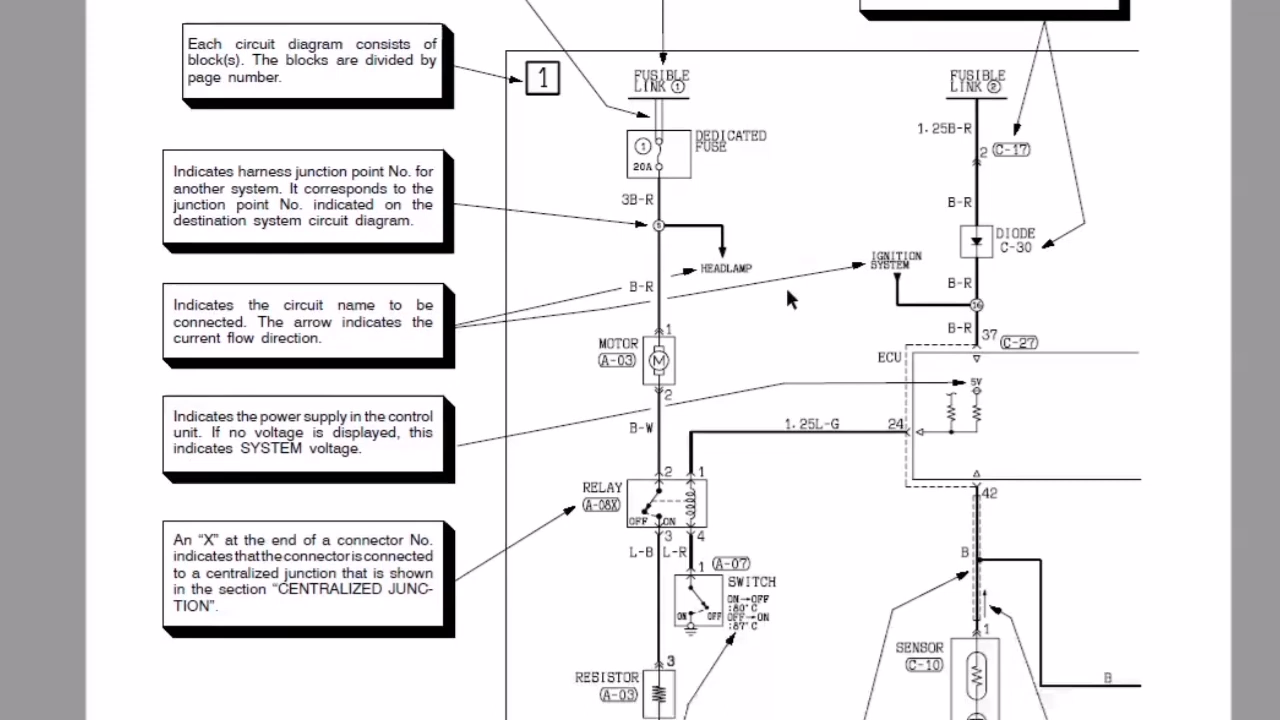 Each circuit diagram consists of
block(s). The blocks are divided by
page number.
1
FUSIBLE
LINK ①
FUSIBLE
LINK ②
DEDICATED
FUSE
①
20A
1.25B-R
2 C-17
Indicates harness junction point No. for
another system. It corresponds to the
junction point No. indicated on the
destination system circuit diagram.
3B-R
B-R
DIODE
C-30
HEADLAMP
IGNITION
SYSTEM
B-R
B-R
16
Indicates the circuit name to be
connected. The arrow indicates the
current flow direction.
B-R
37
C-27
1
MOTOR
A-03
M
2
ECU
5V
Indicates the power supply in the control
unit. If no voltage is displayed, this
indicates SYSTEM voltage.
B-W
1.25L-G
24
2
1
RELAY
A-08X
OFF
ON
3
4
42
An “X” at the end of a connector No.
indicates that the connector is connected
to a centralized junction that is shown
in the section “CENTRALIZED JUNC-
TION”.
L-B
L-R
B
1
A-07
SWITCH
ON→OFF
:80°C
OFF→ON
:87°C
ON
OFF
1
SENSOR
C-10
3
RESISTOR
A-03
B